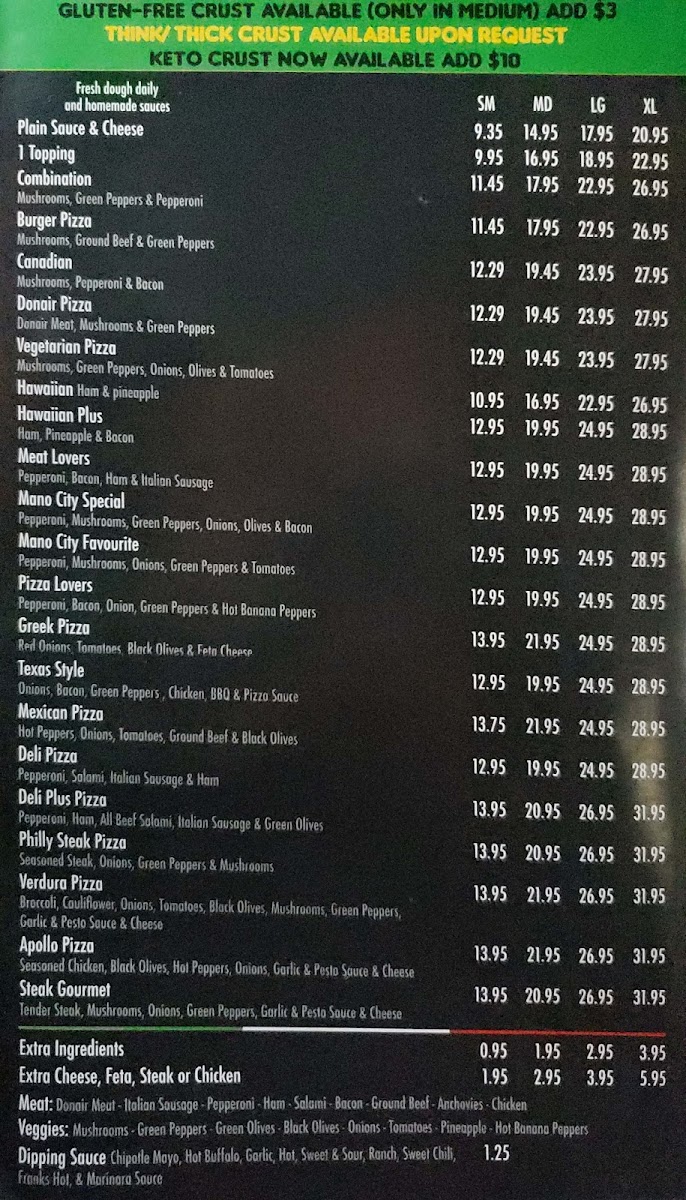 GLUTEN-FREE CRUST AVAILABLE (ONLY IN MEDIUM) ADD $3
THINK/ THICK CRUST AVAILABLE UPON REQUEST
KETO CRUST NOW AVAILABLE ADD $10
Fresh dough daily
and homemade sauces
SM MD LG XL
Plain Sauce & Cheese 9.35 14.95 17.95 20.95
1 Topping 9.95 16.95 18.95 22.95
Combination 11.45 17.95 22.95 26.95
Mushrooms, Green Peppers & Pepperoni
Burger Pizza 11.45 17.95 22.95 26.95
Mushrooms, Ground Beef & Green Peppers
Canadian 12.29 19.45 23.95 27.95
Mushrooms, Pepperoni & Bacon
Donair Pizza 12.29 19.45 23.95 27.95
Donair Meat, Mushrooms & Green Peppers
Vegetarian Pizza 12.29 19.45 23.95 27.95
Mushrooms, Green Peppers, Onions, Olives & Tomatoes
Hawaiian Ham & pineapple 10.95 16.95 22.95 26.95
Hawaiian Plus 12.95 19.95 24.95 28.95
Ham, Pineapple & Bacon
Meat Lovers 12.95 19.95 24.95 28.95
Pepperoni, Bacon, Ham & Italian Sausage
Mano City Special 12.95 19.95 24.95 28.95
Pepperoni, Mushrooms, Green Peppers, Onions, Olives & Bacon
Mano City Favourite 12.95 19.95 24.95 28.95
Pepperoni, Mushrooms, Onions, Green Peppers & Tomatoes
Pizza Lovers 12.95 19.95 24.95 28.95
Pepperoni, Bacon, Onion, Green Peppers & Hot Banana Peppers
Greek Pizza 13.95 21.95 24.95 28.95
Red Onions, Tomatoes, Black Olives & Feta Cheese
Texas Style 12.95 19.95 24.95 28.95
Onions, Bacon, Green Peppers , Chicken, BBQ & Pizza Sauce
Mexican Pizza 13.75 21.95 24.95 28.95
Hot Peppers, Onions, Tomatoes, Ground Beef & Black Olives
Deli Pizza 12.95 19.95 24.95 28.95
Pepperoni, Salami, Italian Sausage & Ham
Deli Plus Pizza 13.95 20.95 26.95 31.95
Pepperoni, Ham, All Beef Salami, Italian Sausage & Green Olives
Philly Steak Pizza 13.95 20.95 26.95 31.95
Seasoned Steak, Onions, Green Peppers & Mushrooms
Verdura Pizza 13.95 21.95 26.95 31.95
Broccoli, Cauliflower, Onions, Tomatoes, Black Olives, Mushrooms, Green Peppers,
Garlic & Pesto Sauce & Cheese
Apollo Pizza 13.95 21.95 26.95 31.95
Seasoned Chicken, Black Olives, Hot Peppers, Onions, Garlic & Pesto Sauce & Cheese
Steak Gourmet 13.95 20.95 26.95 31.95
Tender Steak, Mushrooms, Onions, Green Peppers, Garlic & Pesto Sauce & Cheese
Extra Ingredients 0.95 1.95 2.95 3.95
Extra Cheese, Feta, Steak or Chicken 1.95 2.95 3.95 5.95
Meat: Donair Meat - Italian Sausage - Pepperoni - Ham - Salami - Bacon - Ground Beef - Anchovies - Chicken
Veggies: Mushrooms - Green Peppers - Green Olives - Black Olives - Onions - Tomatoes - Pineapple - Hot Banana Peppers
Dipping Sauce Chipotle Mayo, Hot Buffalo, Garlic, Hot, Sweet & Sour, Ranch, Sweet Chili, 1.25
Franks Hot, & Marinara Sauce